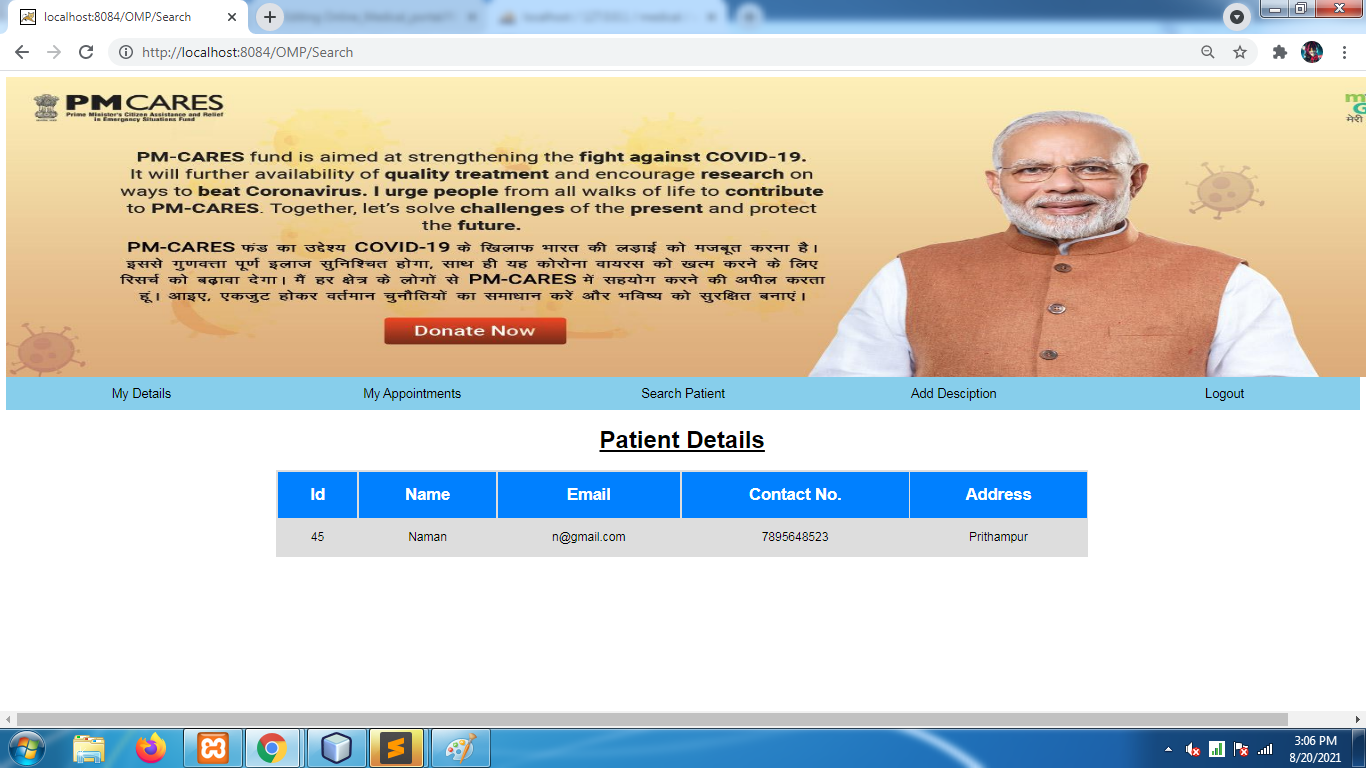 localhost:8084/OMP/Search
http://localhost:8084/OMP/Search
PM CARES
Prime Minister's Citizen Assistance and Relief
in Emergency Situations Fund
मेरी
PM-CARES fund is aimed at strengthening the fight against COVID-19.
It will further availability of quality treatment and encourage research on
ways to beat Coronavirus. I urge people from all walks of life to contribute
to PM-CARES. Together, let's solve challenges of the present and protect
the future.
PM-CARES फंड का उद्देश्य COVID-19 के खिलाफ भारत की लड़ाई को मजबूत करना है।
इससे गुणवत्ता पूर्ण इलाज सुनिश्चित होगा, साथ ही यह कोरोना वायरस को खत्म करने के लिए
रिसर्च को बढ़ावा देगा। मैं हर क्षेत्र के लोगों से PM-CARES में सहयोग करने की अपील करता
हूं। आइए, एकजुट होकर वर्तमान चुनौतियों का समाधान करें और भविष्य को सुरक्षित बनाएं।
Donate Now
My Details My Appointments Search Patient Add Desciption Logout
Patient Details
Id Name Email Contact No. Address
45 Naman n@gmail.com 7895648523 Prithampur
3:06 PM
8/20/2021